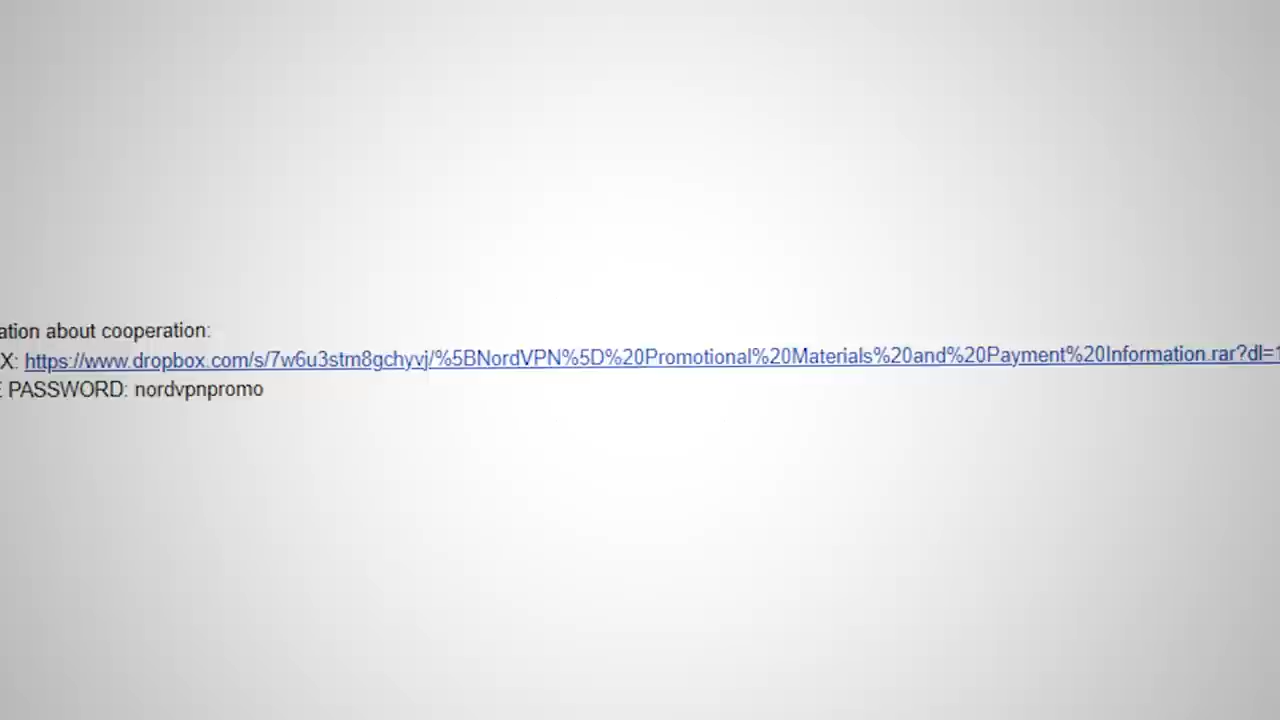 ation about cooperation:
X: https://www.dropbox.com/s/7w6u3stm8gchyvj/%5BNordVPN%5D%20Promotional%20Materials%20and%20Payment%20Information.rar?dl=1
E PASSWORD: nordvpnpromo